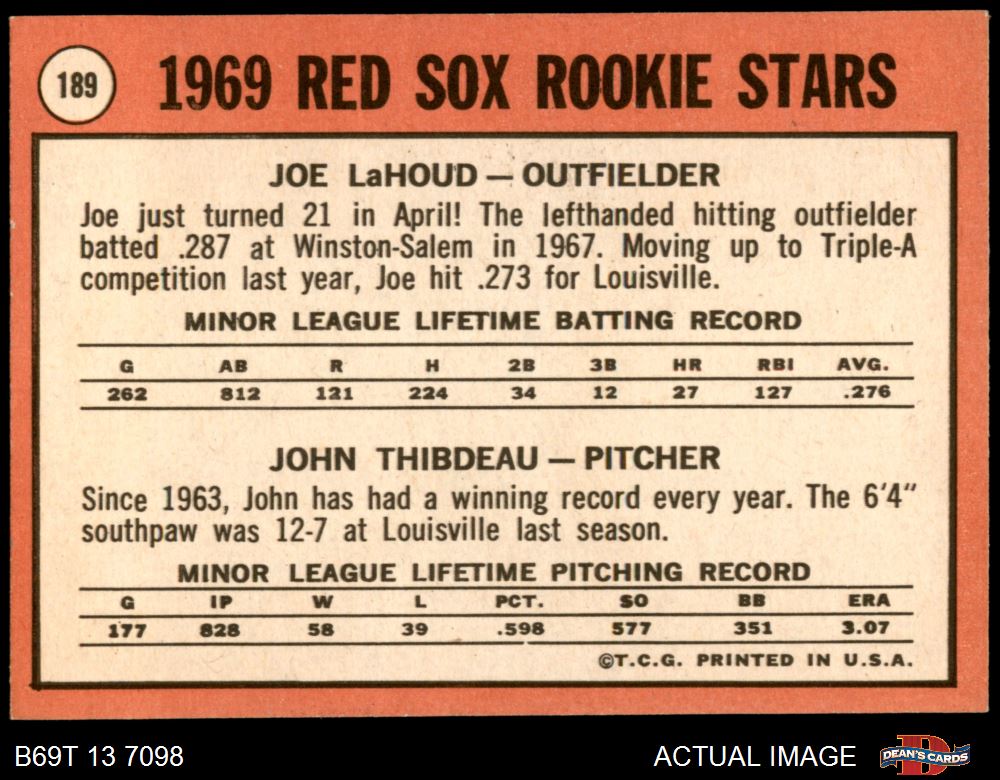 189
1969 RED SOX ROOKIE STARS
JOE LaHOUD — OUTFIELDER
Joe just turned 21 in April! The lefthanded hitting outfielder
batted .287 at Winston-Salem in 1967. Moving up to Triple-A
competition last year, Joe hit .273 for Louisville.
MINOR LEAGUE LIFETIME BATTING RECORD
G AB R H 2B 3B HR RBI AVG.
262 812 121 224 34 12 27 127 .276
JOHN THIBDEAU — PITCHER
Since 1963, John has had a winning record every year. The 6'4"
southpaw was 12-7 at Louisville last season.
MINOR LEAGUE LIFETIME PITCHING RECORD
G IP W L PCT. SO BB ERA
177 828 58 39 .598 577 351 3.07
©T.C.G. PRINTED IN U.S.A.
B69T 13 7098
ACTUAL IMAGE
DEAN'S CARDS